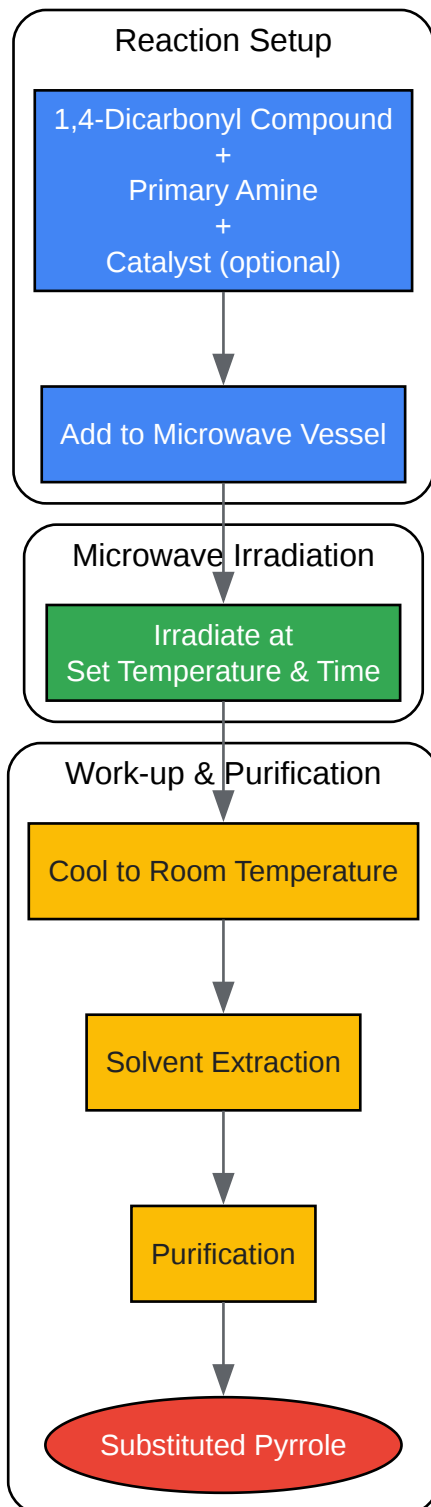 Reaction Setup
1,4-Dicarbonyl Compound
+
Primary Amine
+
Catalyst (optional)
Add to Microwave Vessel
Microwave Irradiation
Irradiate at
Set Temperature & Time
Work-up & Purification
Cool to Room Temperature
Solvent Extraction
Purification
Substituted Pyrrole